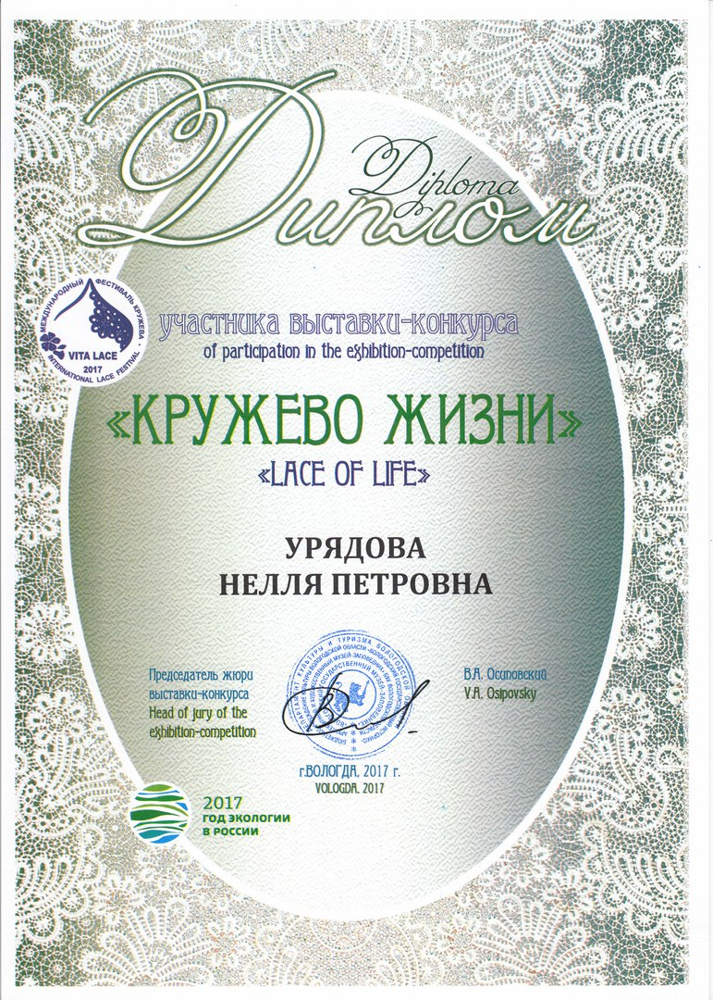 Diploma
Диплом
МЕЖДУНАРОДНЫЙ ФЕСТИВАЛЬ КРУЖЕВА
VITA LACE
2017
INTERNATIONAL LACE FESTIVAL
участника выставки-конкурса
of participation in the exhibition-competition
«КРУЖЕВО ЖИЗНИ»
«LACE OF LIFE»
УРЯДОВА
НЕЛЛЯ ПЕТРОВНА
Председатель жюри
выставки-конкурса
Head of jury of the
exhibition-competition
В.А. Осиповский
V.A. Osipovsky
г.ВОЛОГДА, 2017 г.
VOLOGDA, 2017
2017
ГОД ЭКОЛОГИИ
В РОССИИ